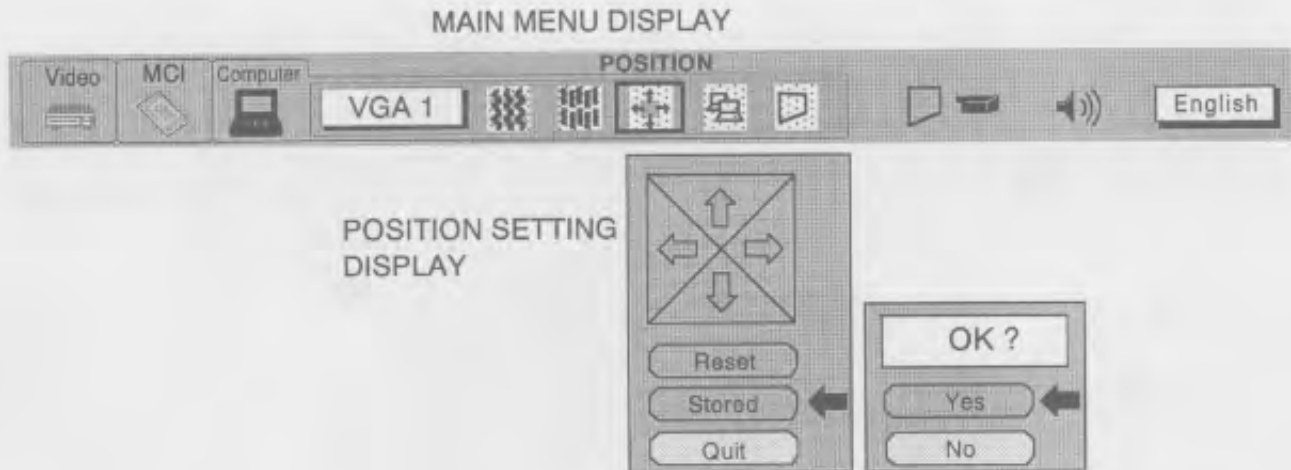 MAIN MENU DISPLAY
POSITION
Video MCI Computer
VGA 1
English
POSITION SETTING
DISPLAY
Reset
Stored
Quit
OK ?
Yes
No